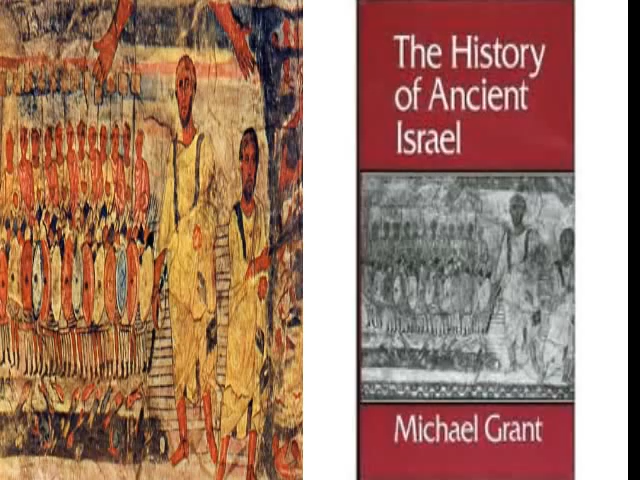 The History
of Ancient
Israel
Michael Grant